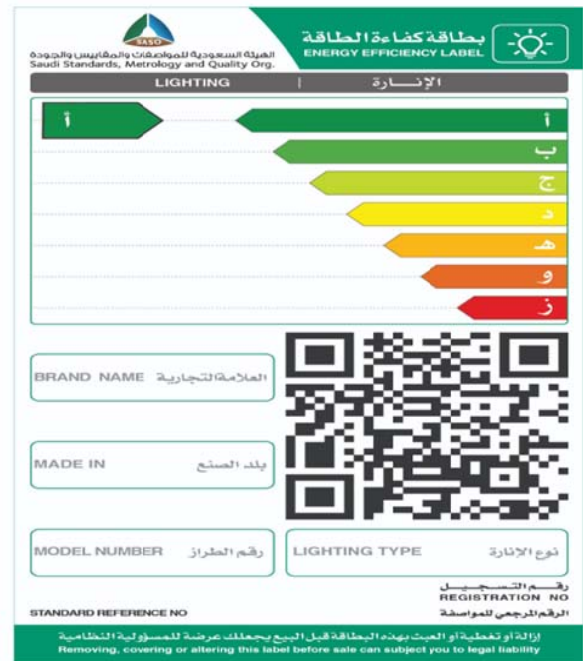 SASO
الهيئة السعودية للمواصفات والمقاييس والجودة
Saudi Standards, Metrology and Quality Org.
بطاقة كفاءة الطاقة
ENERGY EFFICIENCY LABEL
LIGHTING | الإنــــارة
أ أ
ب
ج
د
هـ
و
ز
BRAND NAME العلامة التجارية
MADE IN بلد الصنع
MODEL NUMBER رقم الطراز
LIGHTING TYPE نوع الإنارة
رقــم التــسجيــــل
REGISTRATION NO
STANDARD REFERENCE NO الرقم المرجعي للمواصفة
إزالة أو تغطية أو العبث بهذه البطاقة قبل البيع يجعلك عرضة للمسؤولية النظامية
Removing, covering or altering this label before sale can subject you to legal liability